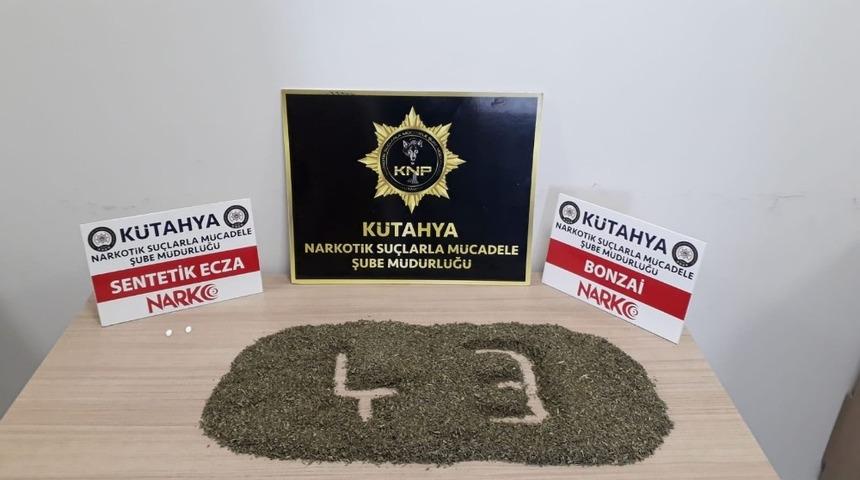 KNP
KÜTAHYA
NARKOTİK SUÇLARLA MÜCADELE
ŞUBE MÜDÜRLÜĞÜ
KÜTAHYA
NARKOTİK SUÇLARLA MÜCADELE
ŞUBE MÜDÜRLÜĞÜ
SENTETİK ECZA
NARKO
KÜTAHYA
NARKOTİK SUÇLARLA MÜCADELE
ŞUBE MÜDÜRLÜĞÜ
BONZAİ
NARKO
43